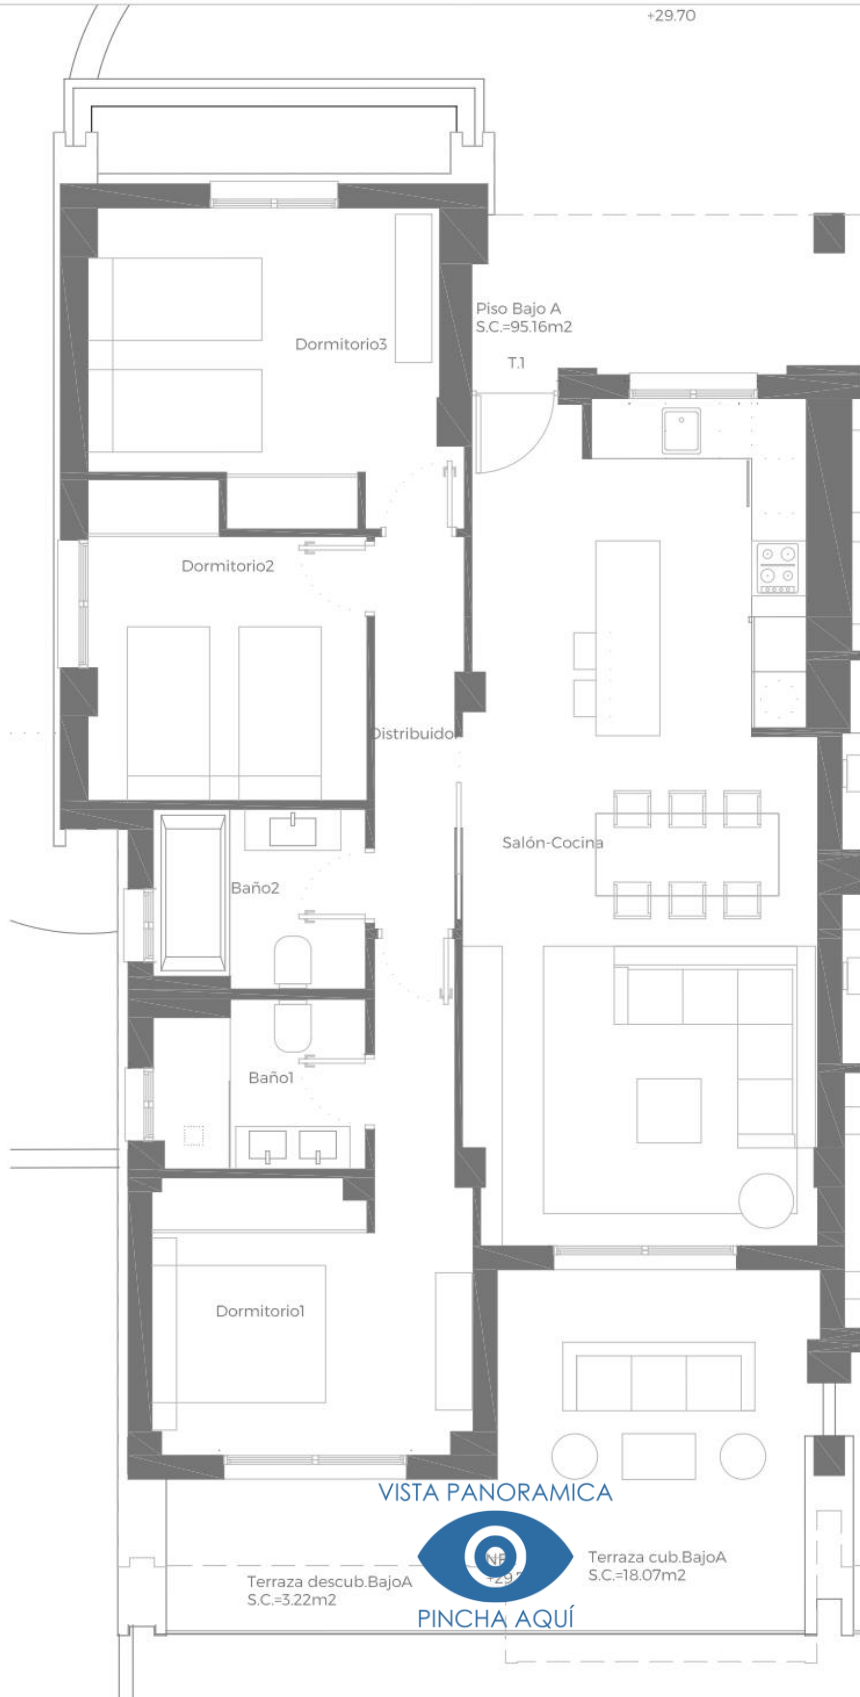 +29.70
Piso Bajo A
S.C.=95.16m2
T.1
Dormitorio3
Dormitorio2
Distribuidor
Salón-Cocina
Baño2
Baño1
Dormitorio1
VISTA PANORAMICA
Terraza descub.BajoA
S.C.=3.22m2
Terraza cub.BajoA
S.C.=18.07m2
PINCHA AQUÍ